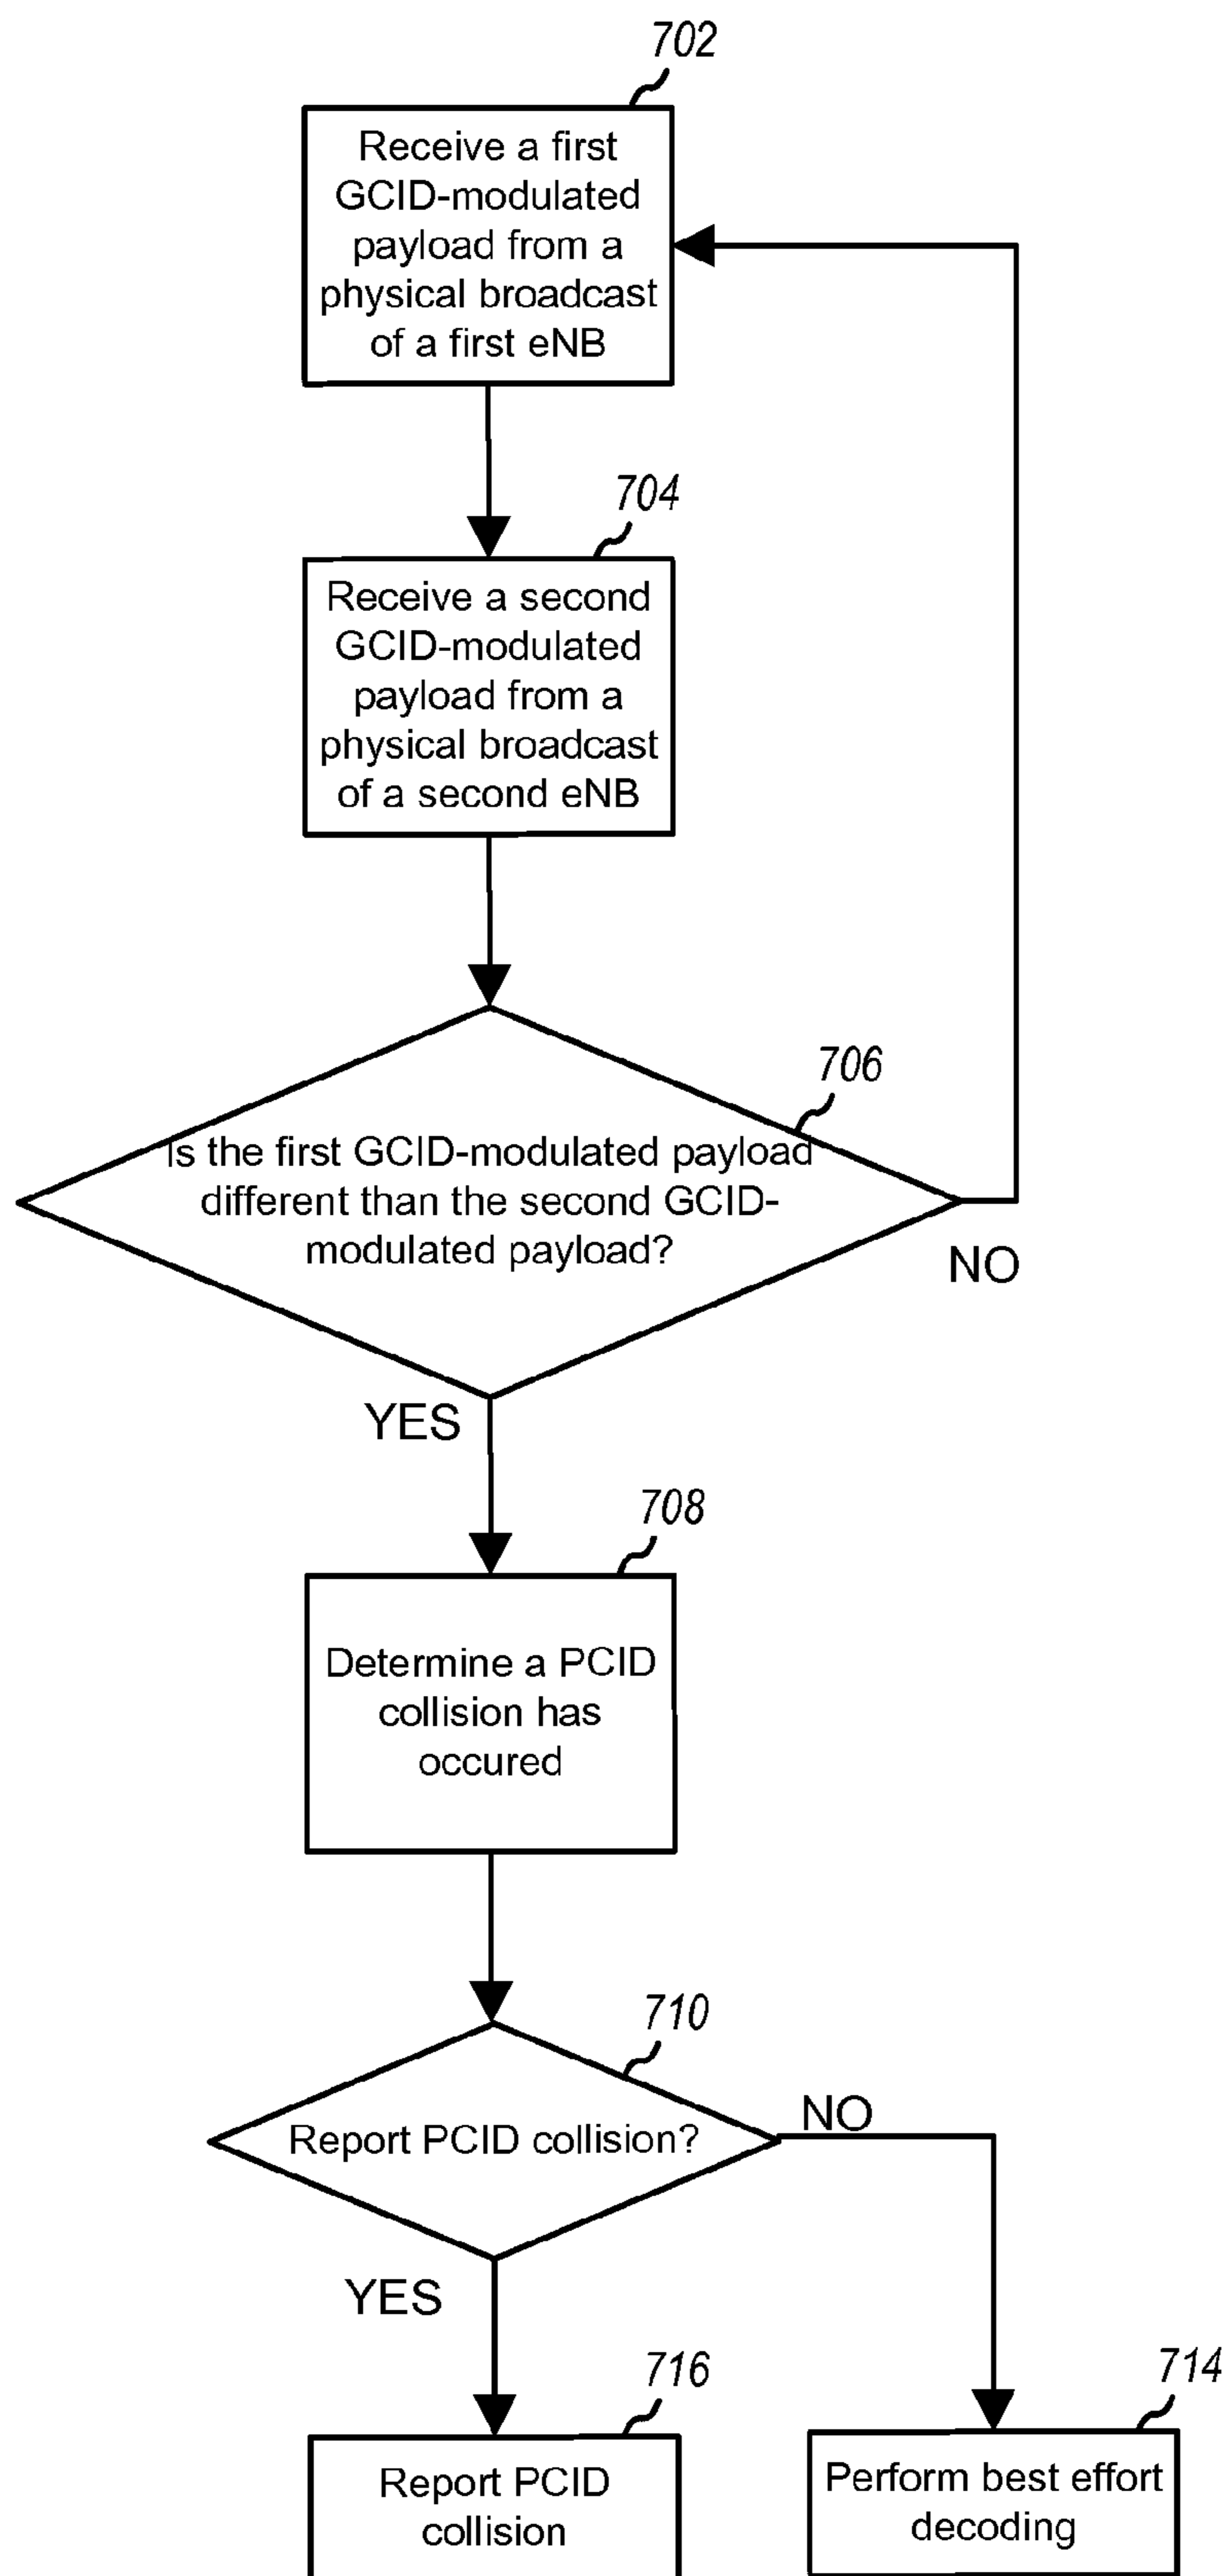 702
Receive a first
GCID-modulated
payload from a
physical broadcast
of a first eNB
704
Receive a second
GCID-modulated
payload from a
physical broadcast
of a second eNB
706
Is the first GCID-modulated payload
different than the second GCID-
modulated payload?
NO
YES
708
Determine a PCID
collision has
occured
710
Report PCID collision?
NO
YES
716
Report PCID
collision
714
Perform best effort
decoding